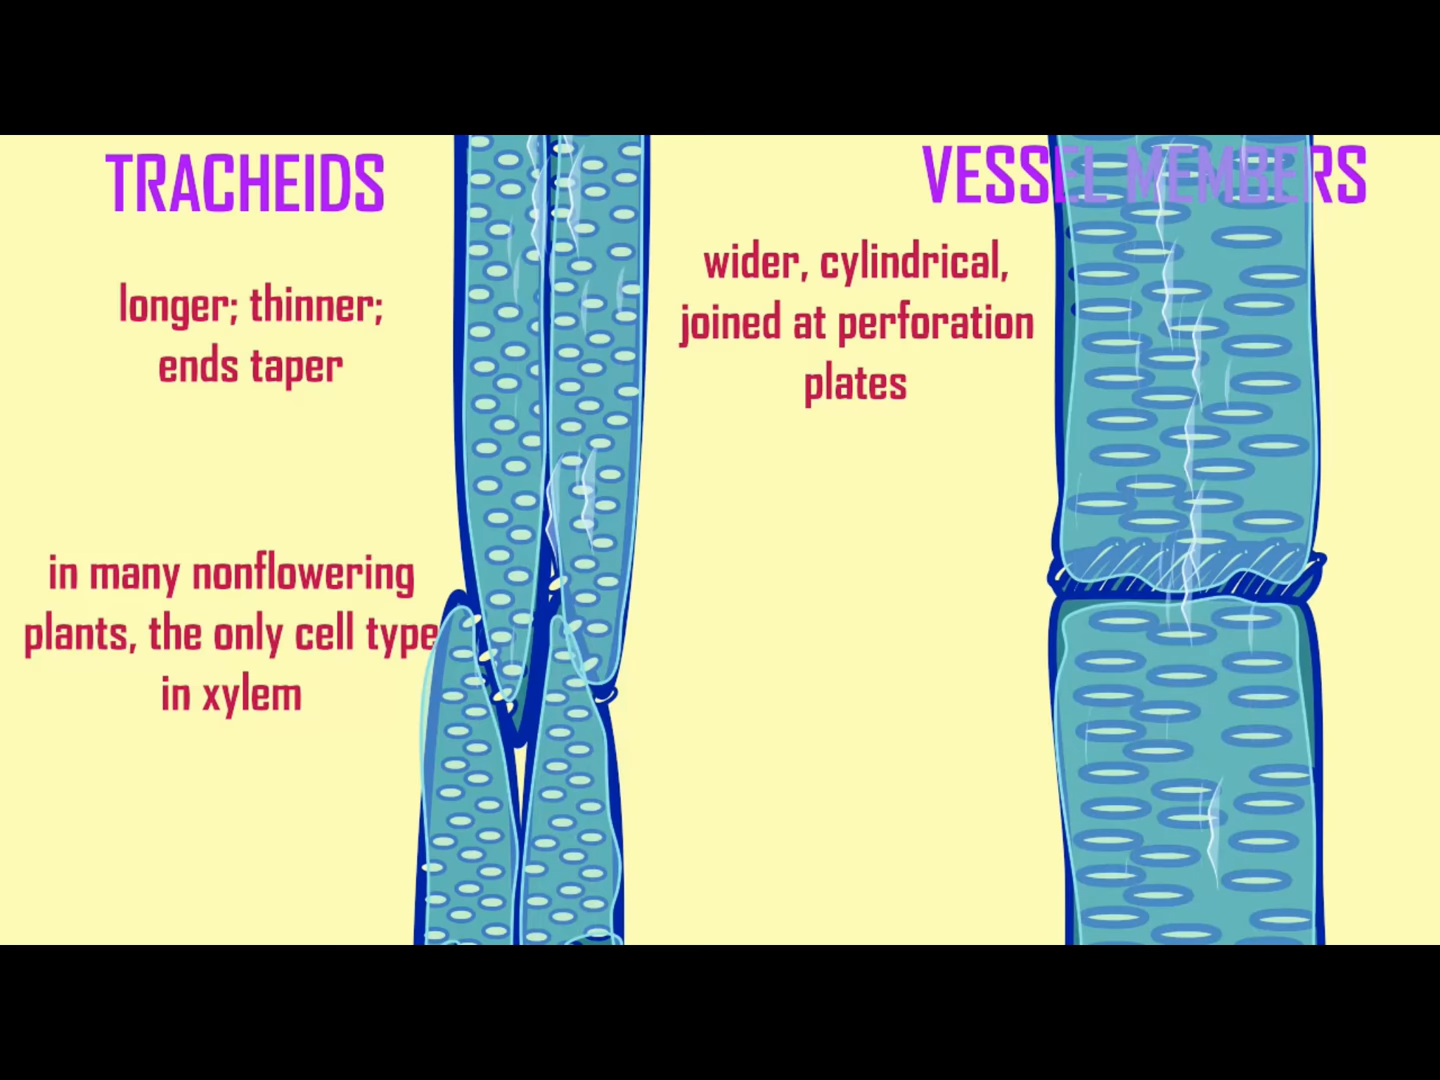 TRACHEIDS
longer; thinner;
ends taper
in many nonflowering
plants, the only cell type
in xylem
VESSEL MEMBERS
wider, cylindrical,
joined at perforation
plates